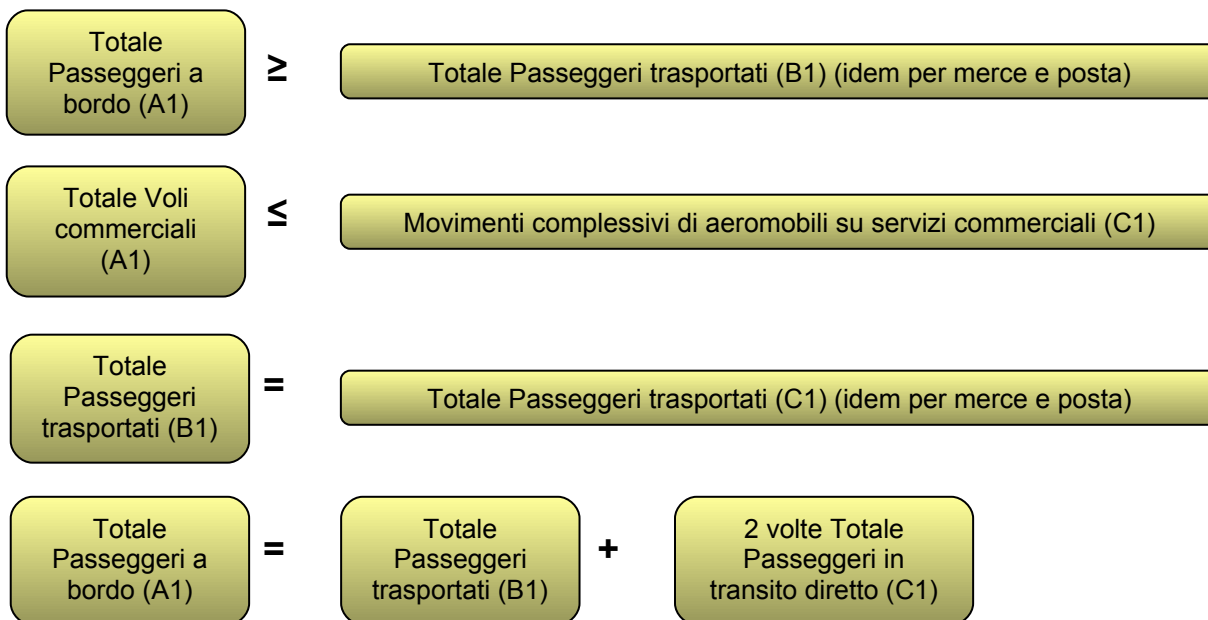 Totale
Passeggeri a
bordo (A1)
≥
Totale Passeggeri trasportati (B1) (idem per merce e posta)
Totale Voli
commerciali
(A1)
≤
Movimenti complessivi di aeromobili su servizi commerciali (C1)
Totale
Passeggeri
trasportati (B1)
=
Totale Passeggeri trasportati (C1) (idem per merce e posta)
Totale
Passeggeri a
bordo (A1)
=
Totale
Passeggeri
trasportati (B1)
+
2 volte Totale
Passeggeri in
transito diretto (C1)